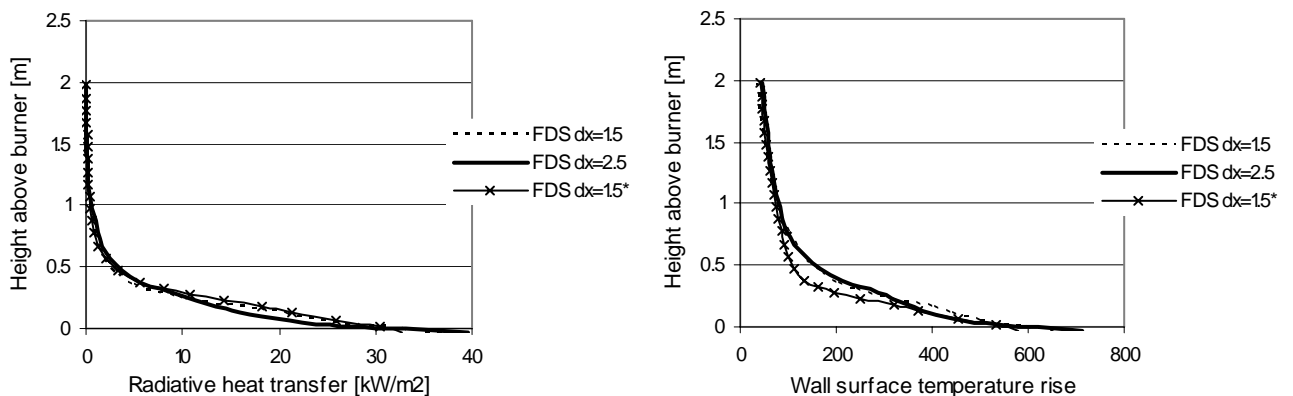 Height above burner [m]
2.5
2
1.5
1
0.5
0
0 10 20 30 40
Radiative heat transfer [kW/m2]
FDS dx=1.5
FDS dx=2.5
FDS dx=1.5*
Height above burner [m]
2.5
2
1.5
1
0.5
0
0 200 400 600 800
Wall surface temperature rise
FDS dx=1.5
FDS dx=2.5
FDS dx=1.5*